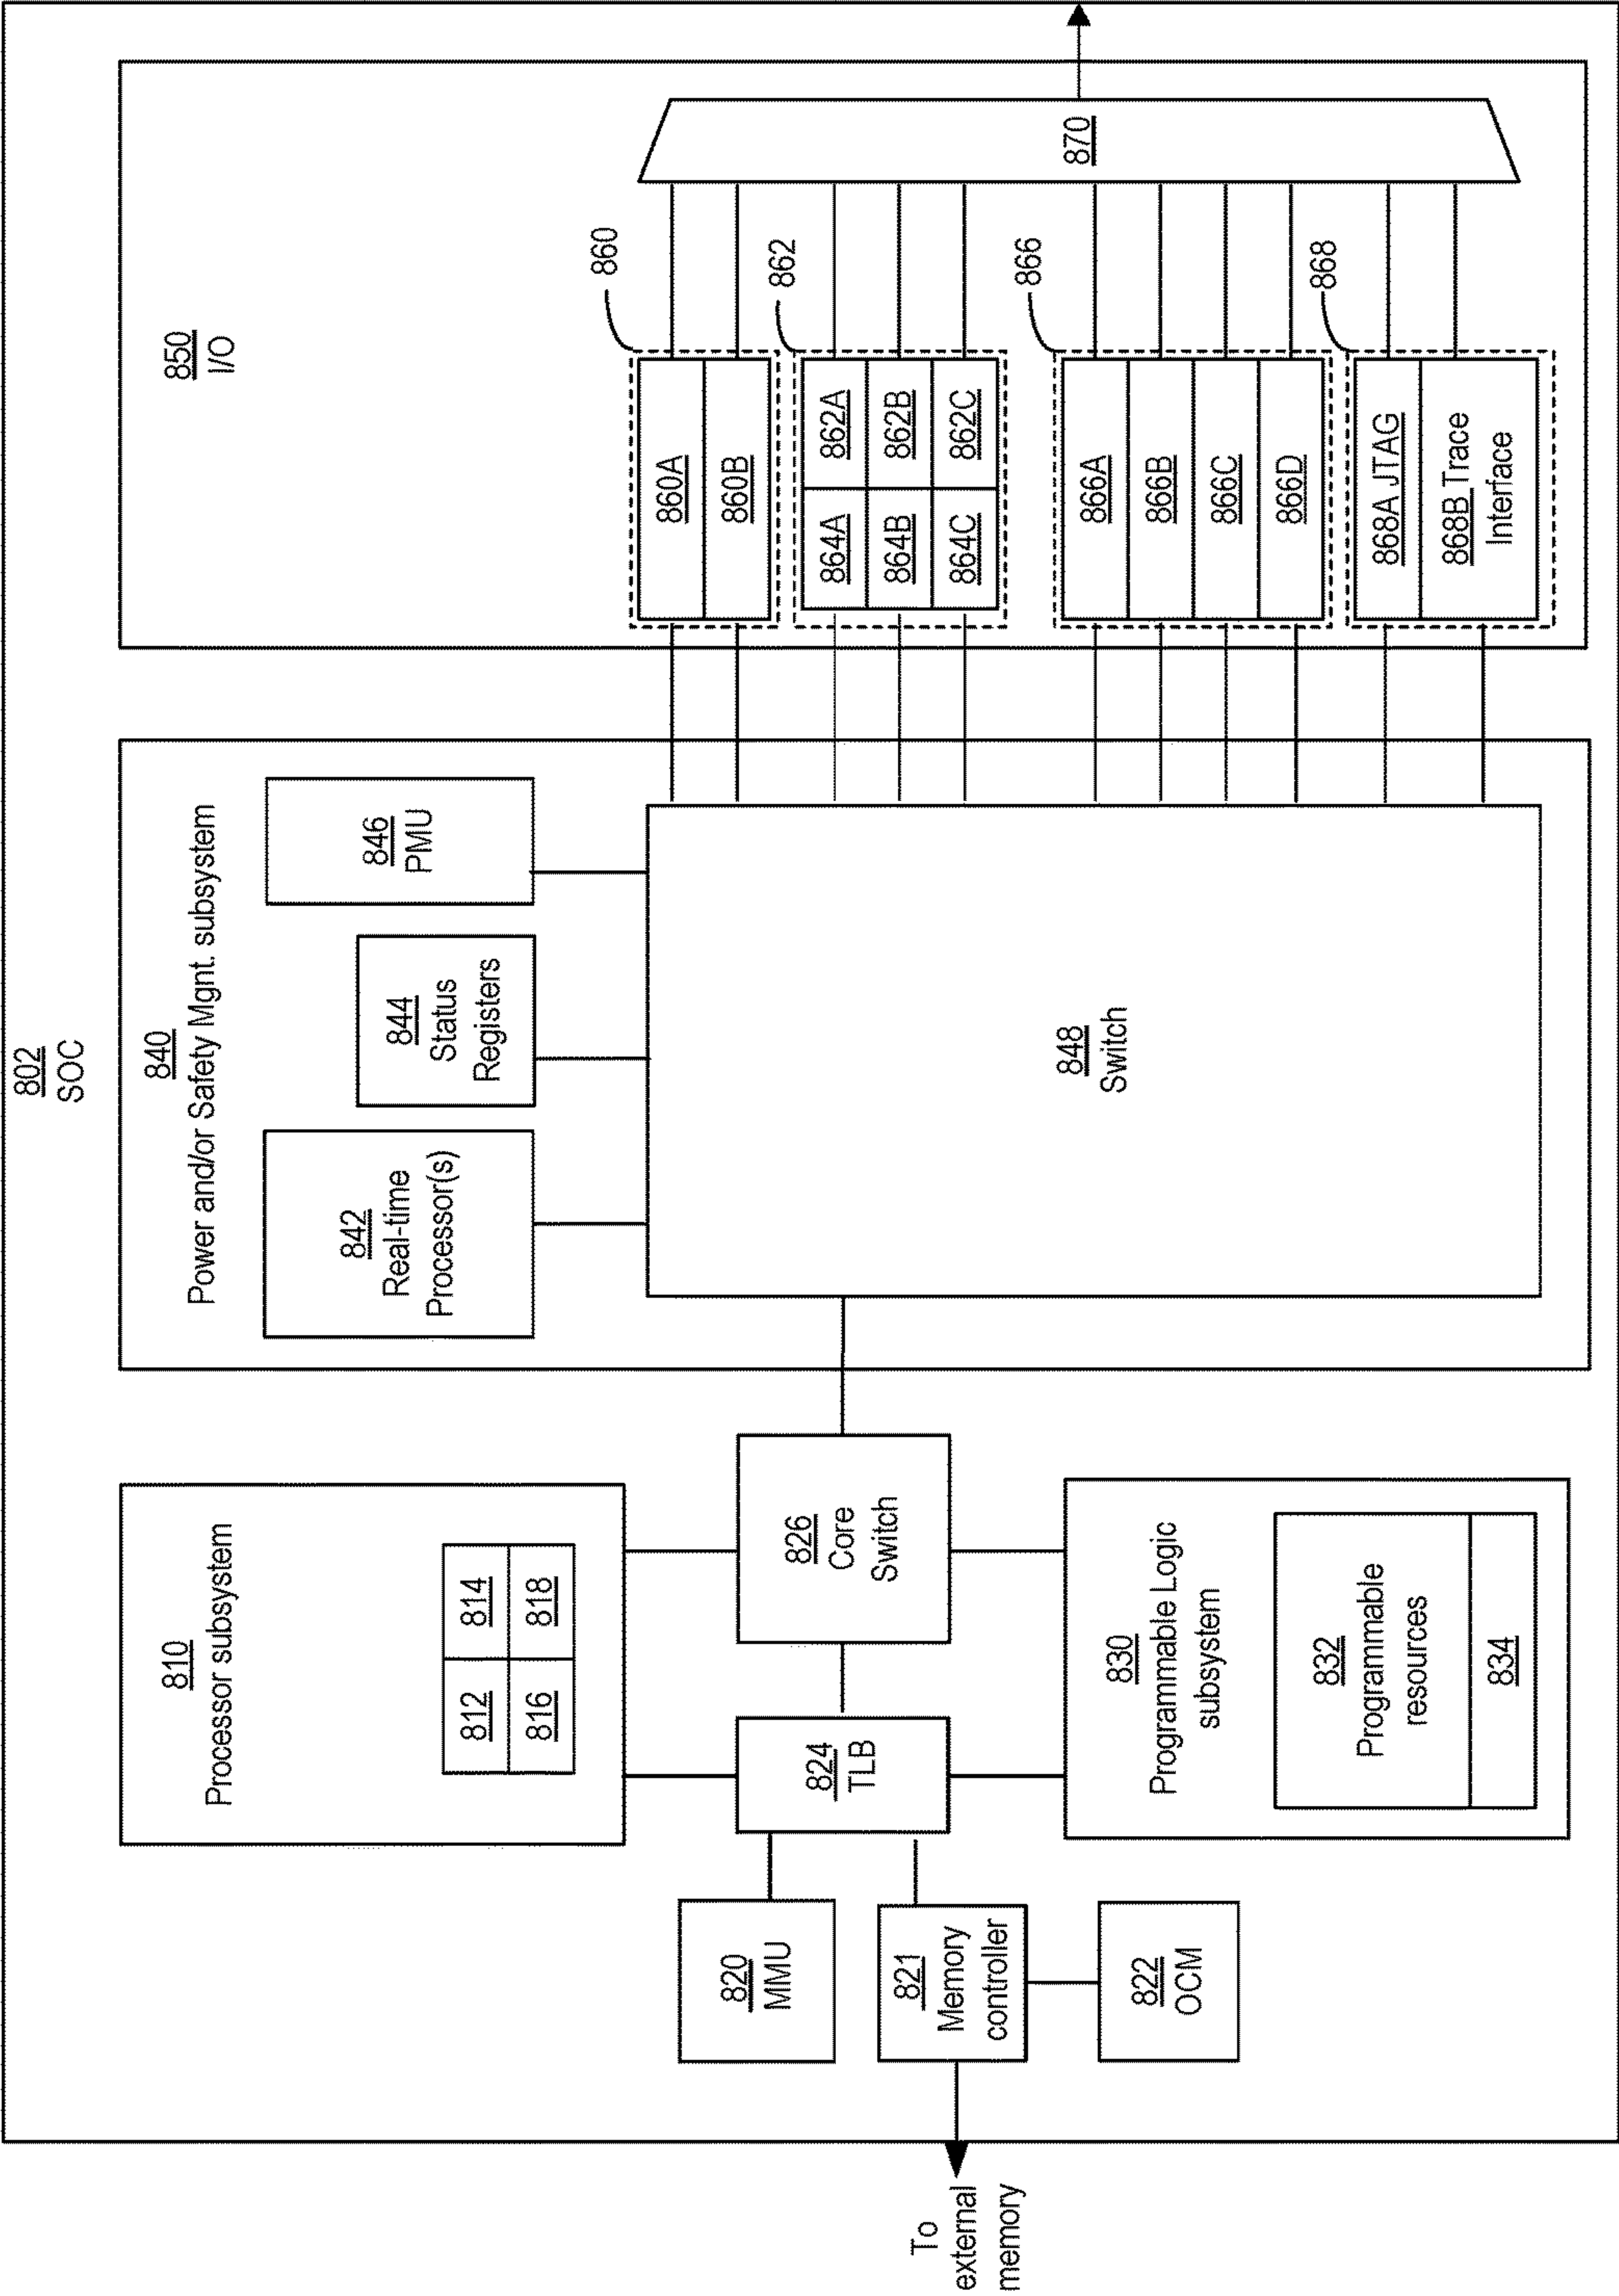 802
SOC
810
Processor subsystem
812
814
816
818
820
MMU
821
Memory
controller
822
OCM
To
external
memory
824
TLB
826
Core
Switch
830
Programmable Logic
subsystem
832
Programmable
resources
834
840
Power and/or Safety Mgnt. subsystem
842
Real-time
Processor(s)
844
Status
Registers
846
PMU
848
Switch
850
I/O
860
860A
860B
862
864A
862A
864B
862B
864C
862C
866
866A
866B
866C
866D
868
868A JTAG
868B Trace
Interface
870